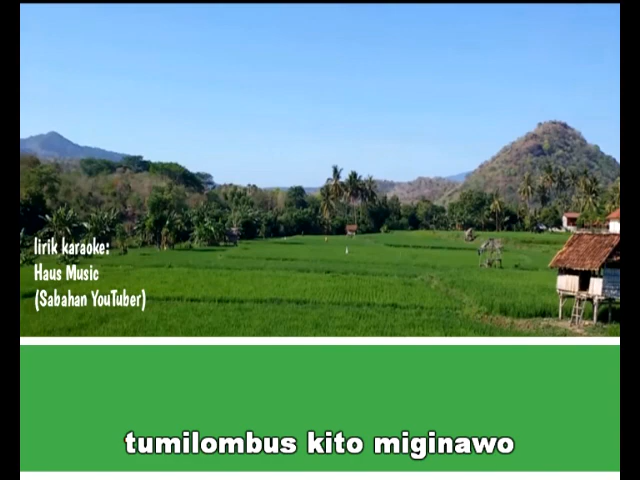 lirik karaoke:
Haus Music
(Sabahan YouTuber)
tumilombus kito miginawo